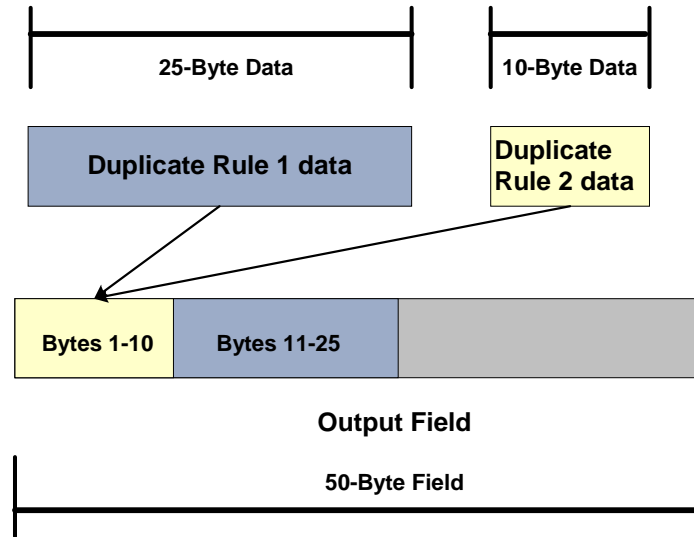 25-Byte Data
10-Byte Data
Duplicate Rule 1 data
Duplicate
Rule 2 data
Bytes 1-10
Bytes 11-25
Output Field
50-Byte Field